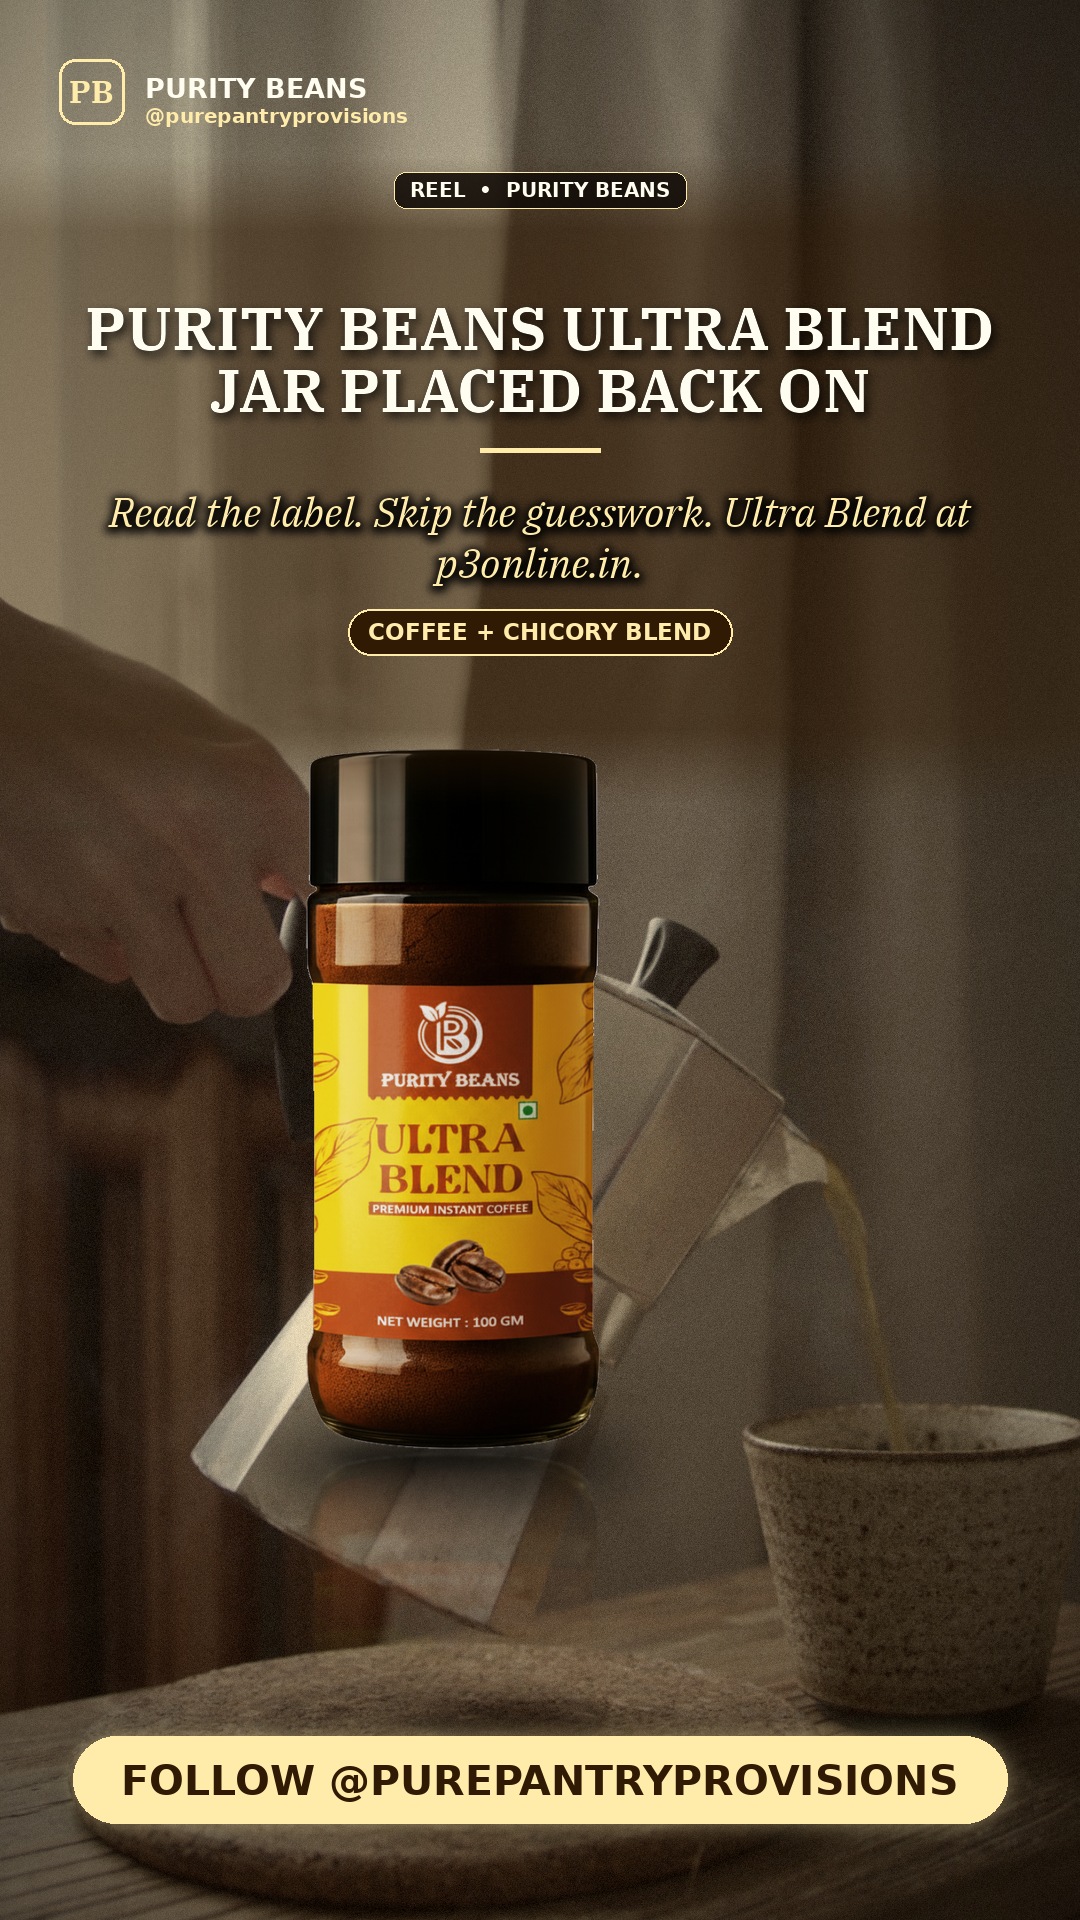 PB
PURITY BEANS
@purepantryprovisions
REEL • PURITY BEANS
PURITY BEANS ULTRA BLEND
JAR PLACED BACK ON
Read the label. Skip the guesswork. Ultra Blend at
p3online.in.
COFFEE + CHICORY BLEND
PURITY BEANS
ULTRA
BLEND
PREMIUM INSTANT COFFEE
NET WEIGHT : 100 GM
FOLLOW @PUREPANTRYPROVISIONS